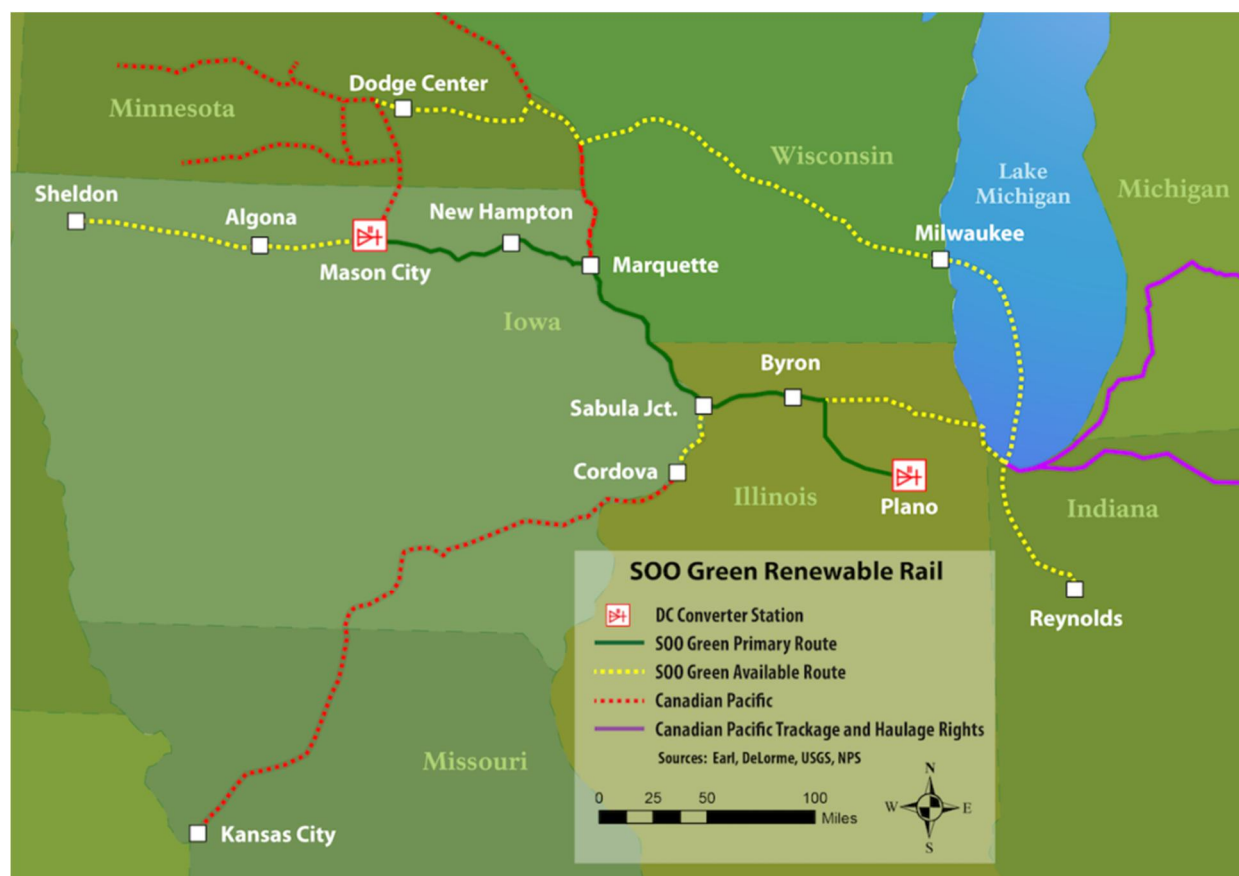 Dodge Center
Minnesota
Wisconsin
Lake
Michigan
Michigan
Sheldon
Algona
New Hampton
Milwaukee
Mason City
Marquette
Iowa
Byron
Sabula Jct.
Cordova
Illinois
Plano
Indiana
SOO Green Renewable Rail
DC Converter Station
SOO Green Primary Route
SOO Green Available Route
Canadian Pacific
Canadian Pacific Trackage and Haulage Rights
Sources: Earl, DeLorme, USGS, NPS
0 25 50 100
Miles
N
W E
S
Reynolds
Missouri
Kansas City